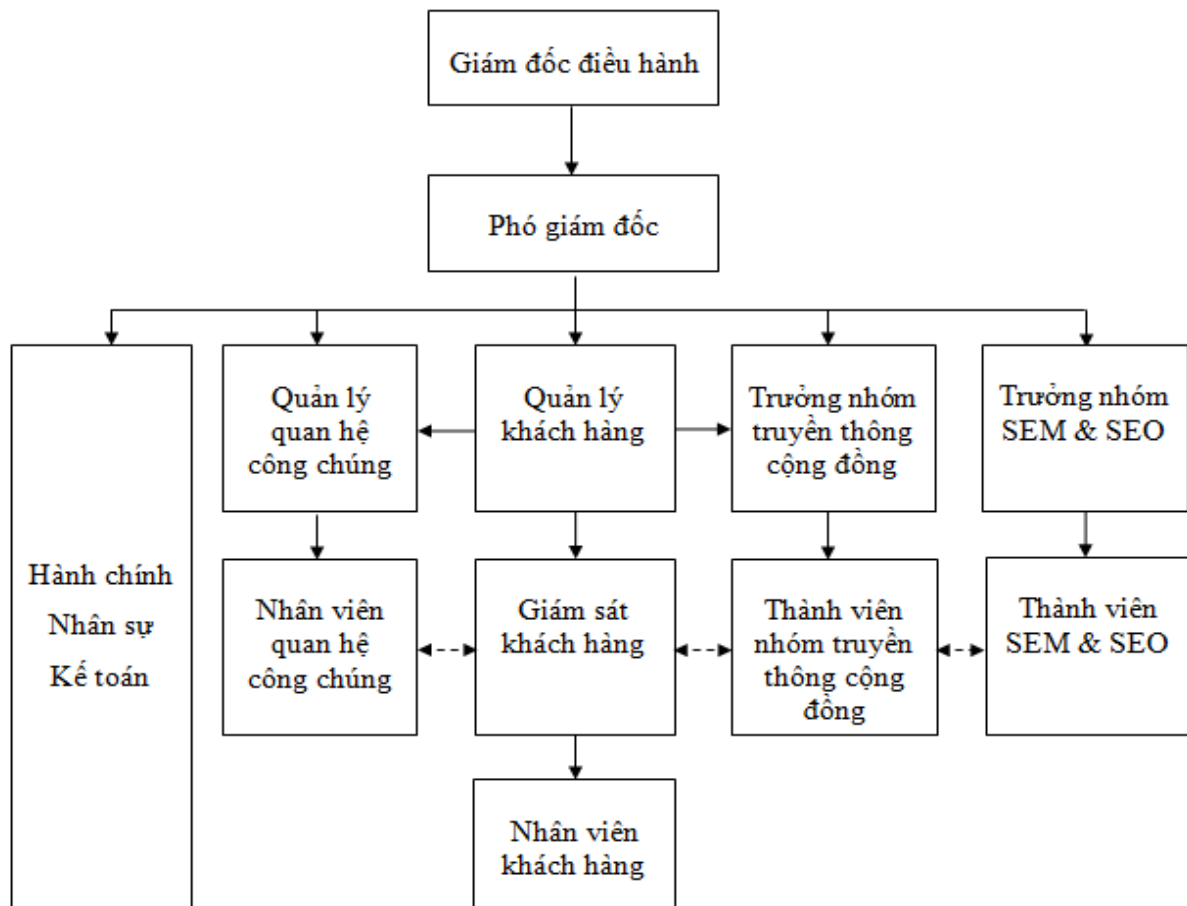 Giám đốc điều hành
Phó giám đốc
Hành chính
Nhân sự
Kế toán
Quản lý
quan hệ
công chúng
Quản lý
khách hàng
Trưởng nhóm
truyền thông
cộng đồng
Trưởng nhóm
SEM & SEO
Nhân viên
quan hệ
công chúng
Giám sát
khách hàng
Thành viên
nhóm truyền
thông cộng
đồng
Thành viên
SEM & SEO
Nhân viên
khách hàng